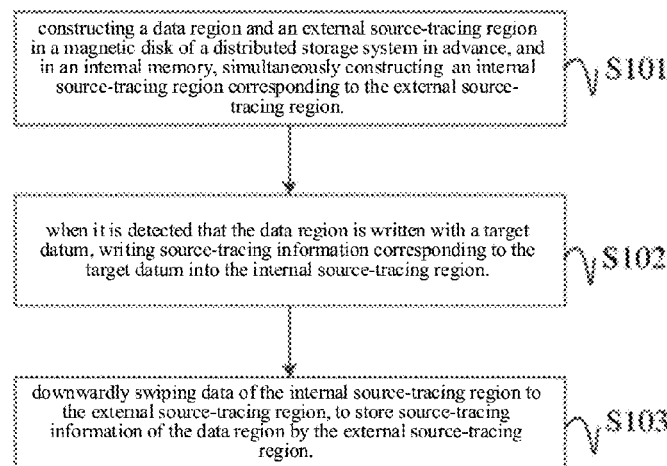 constructing a data region and an external source-tracing region
in a magnetic disk of a distributed storage system in advance, and
in an internal memory, simultaneously constructing an internal
source-tracing region corresponding to the external source-
tracing region.
S101
when it is detected that the data region is written with a target
datum, writing source-tracing information corresponding to the
target datum into the internal source-tracing region.
S102
downwardly swiping data of the internal source-tracing region to
the external source-tracing region, to store source-tracing
information of the data region by the external source-tracing
region.
S103